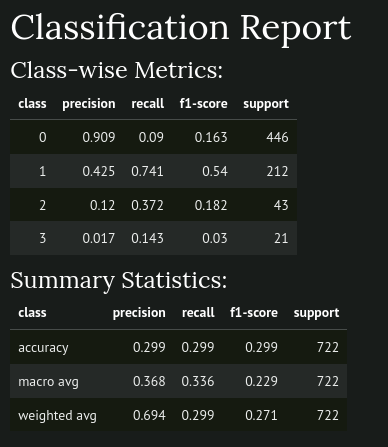 Classification Report
Class-wise Metrics:
class precision recall f1-score support
0 0.909 0.09 0.163 446
1 0.425 0.741 0.54 212
2 0.12 0.372 0.182 43
3 0.017 0.143 0.03 21
Summary Statistics:
class precision recall f1-score support
accuracy 0.299 0.299 0.299 722
macro avg 0.368 0.336 0.229 722
weighted avg 0.694 0.299 0.271 722